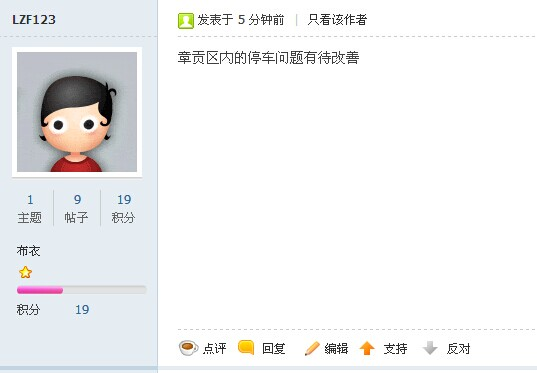 LZF123
发表于 5 分钟前 | 只看该作者
章贡区内的停车问题有待改善
1 9 19
主题 帖子 积分
布衣
积分 19
点评 回复 编辑 支持 反对